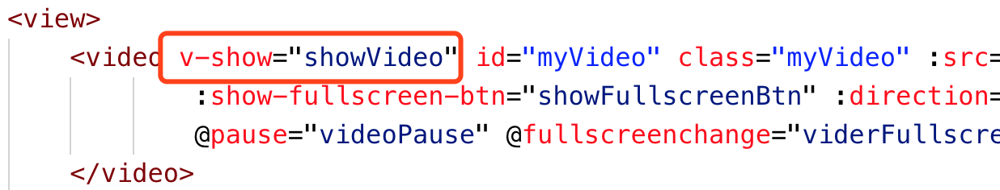 <view>
<video v-show="showVideo" id="myVideo" class="myVideo" :src=
:show-fullscreen-btn="showFullscreenBtn" :direction=
@pause="videoPause" @fullscreenchange="viderFullscre
</video>